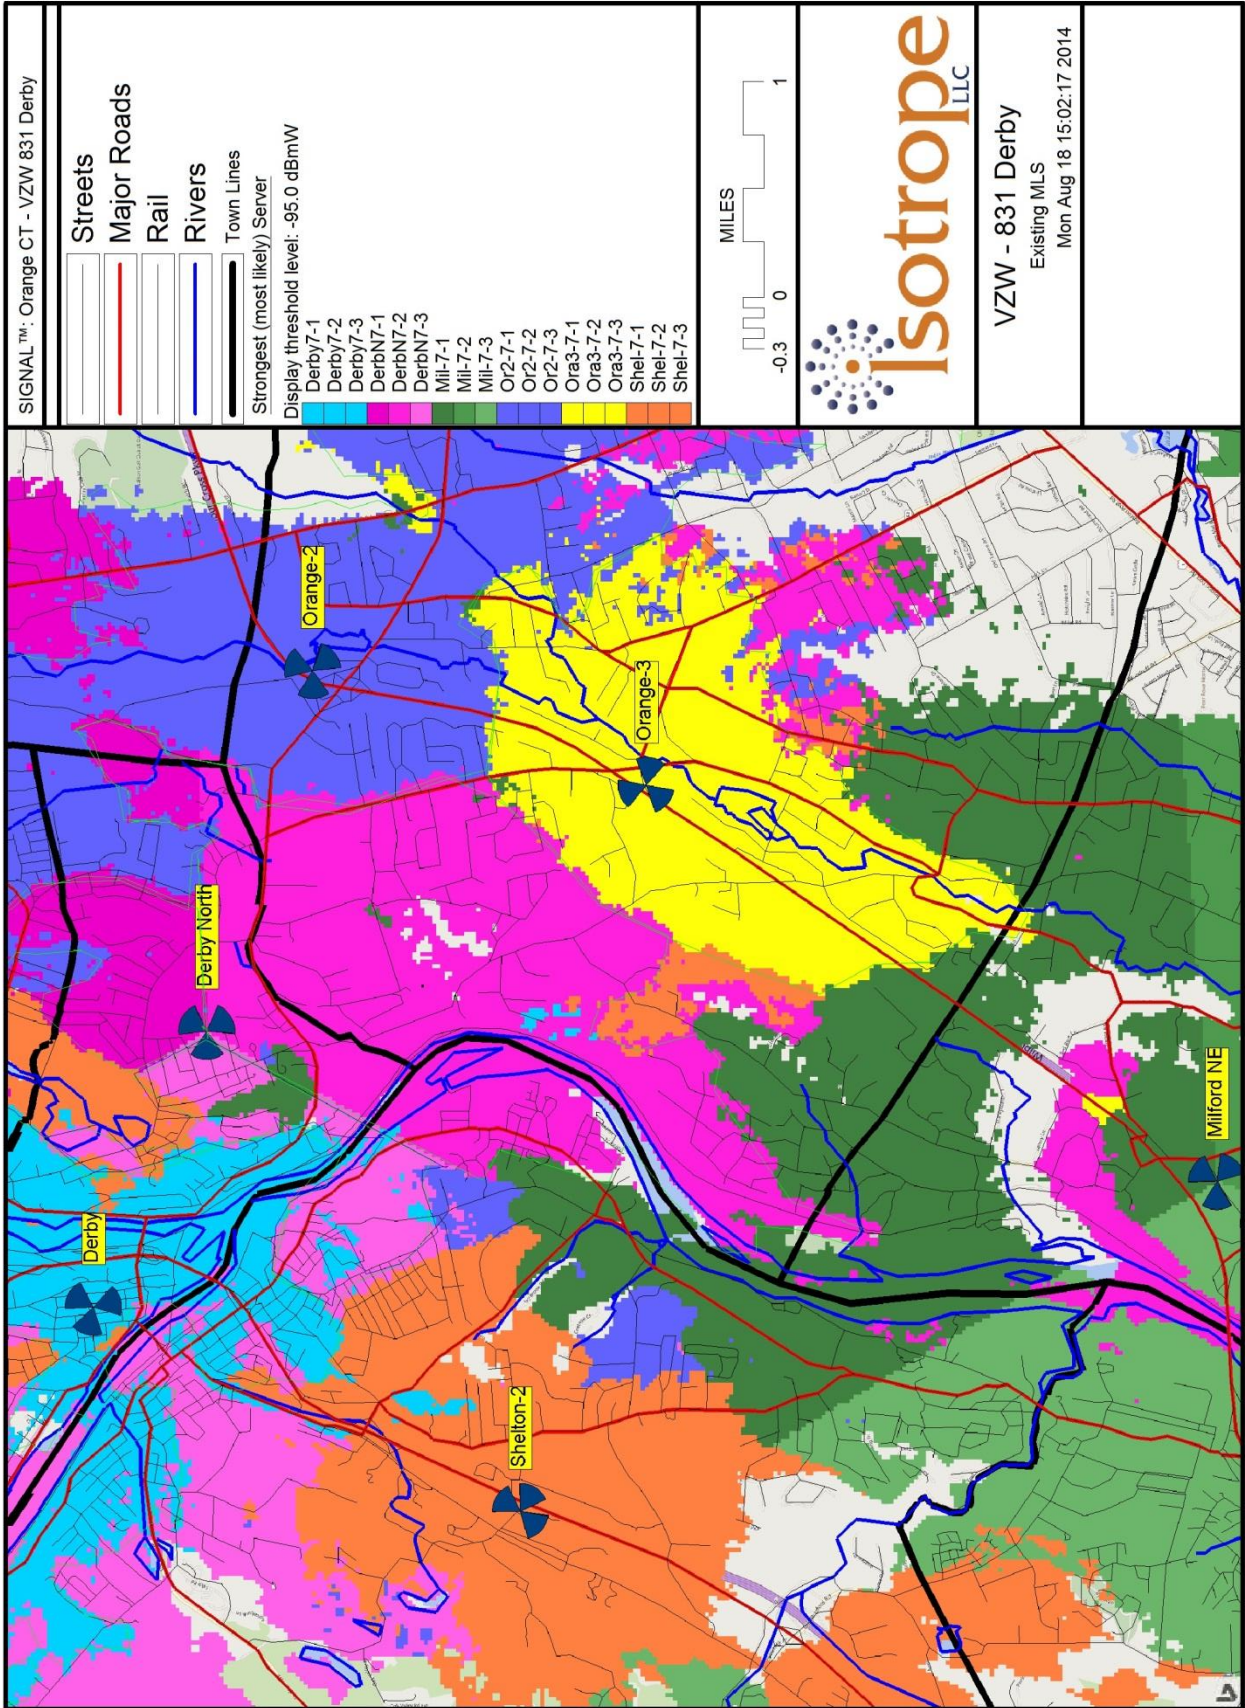 SIGNAL ™: Orange CT - VZW 831 Derby
Streets
Major Roads
Rail
Rivers
Town Lines
Strongest (most likely) Server
Display threshold level: -95.0 dBmW
Derby7-1
Derby7-2
Derby7-3
DerbN7-1
DerbN7-2
DerbN7-3
Mil-7-1
Mil-7-2
Mil-7-3
Or2-7-1
Or2-7-2
Or2-7-3
Ora3-7-1
Ora3-7-2
Ora3-7-3
Shel-7-1
Shel-7-2
Shel-7-3
MILES
-0.3 0 1
Isotrope
LLC
VZW - 831 Derby
Existing MLS
Mon Aug 18 15:02:17 2014
Derby
Derby North
Orange-2
Shelton-2
Orange-3
Milford NE